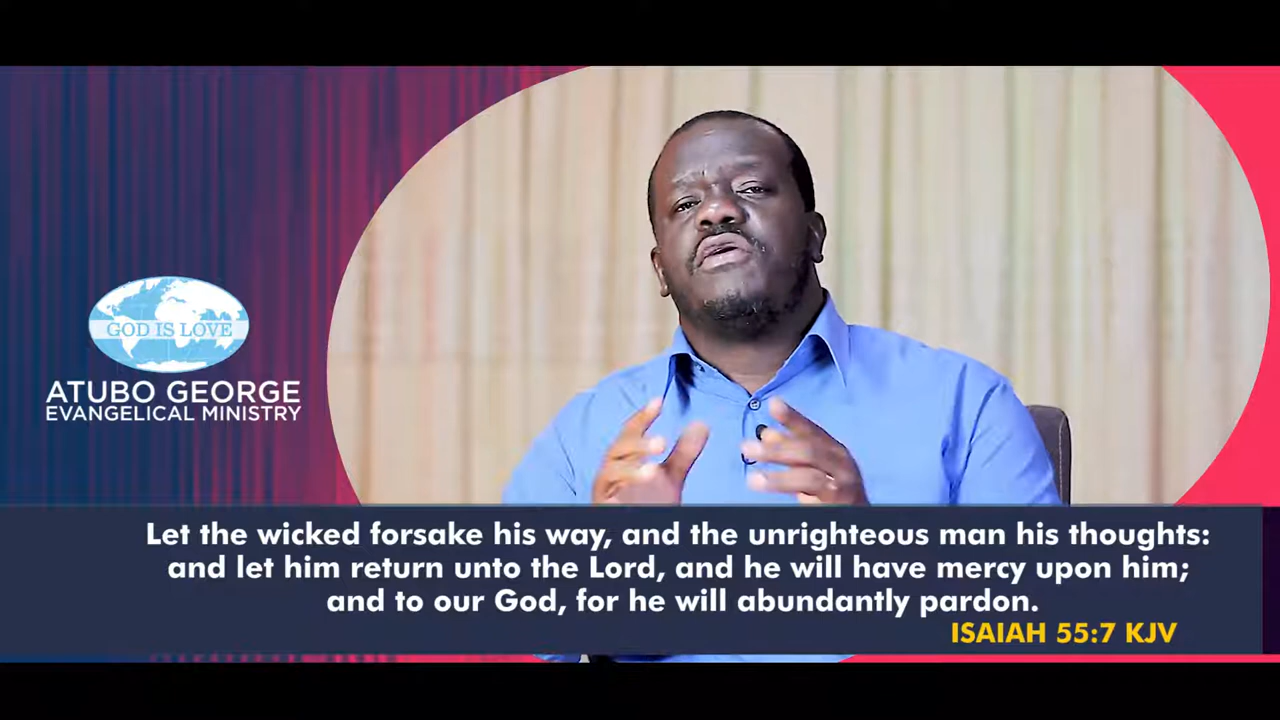 GOD IS LOVE
ATUBO GEORGE
EVANGELICAL MINISTRY
Let the wicked forsake his way, and the unrighteous man his thoughts:
and let him return unto the Lord, and he will have mercy upon him;
and to our God, for he will abundantly pardon.
ISAIAH 55:7 KJV